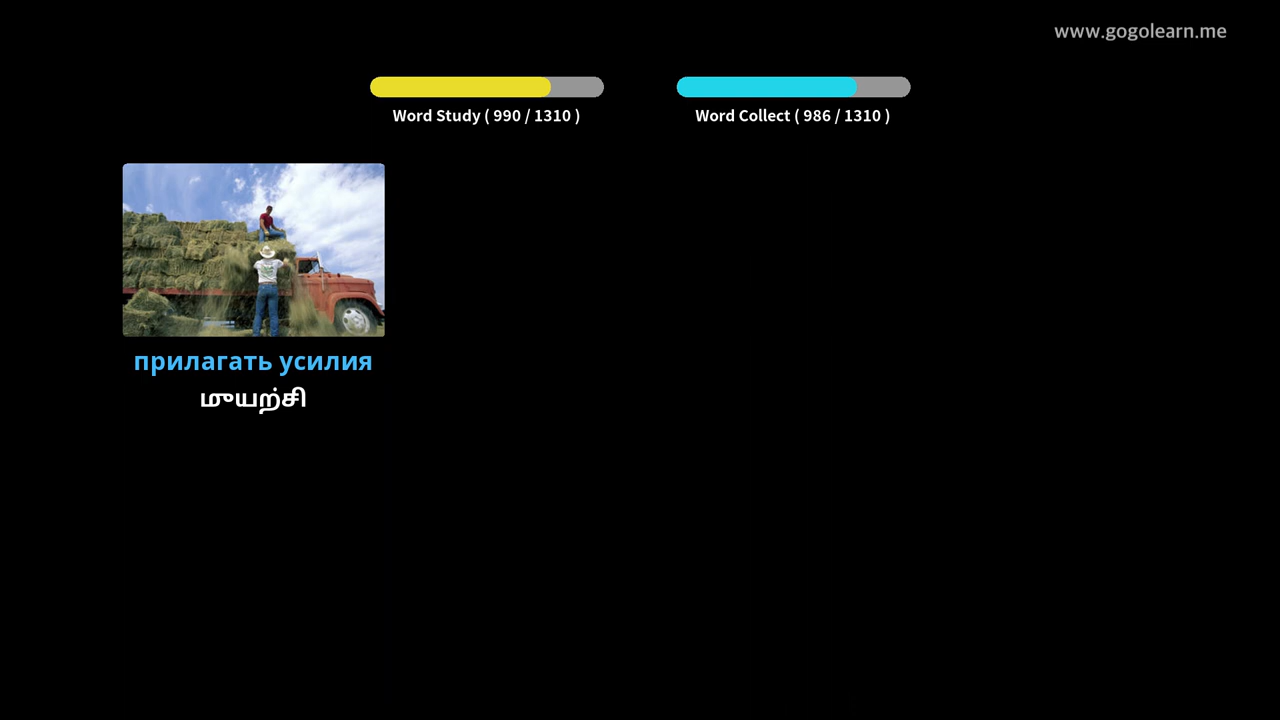 www.gogolearn.me
Word Study ( 990 / 1310 )
Word Collect ( 986 / 1310 )
прилагать усилия
முயற்சி